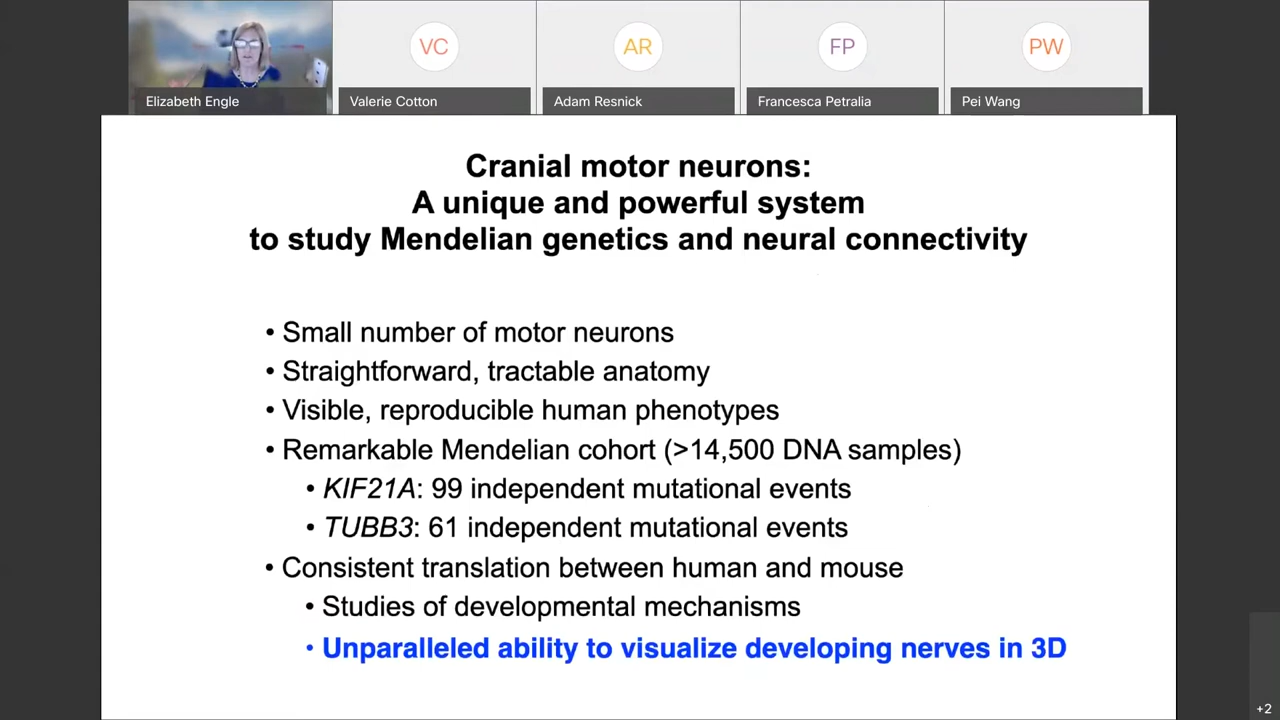 VC
AR
FP
PW
Elizabeth Engle
Valerie Cotton
Adam Resnick
Francesca Petralia
Pei Wang
Cranial motor neurons:
A unique and powerful system
to study Mendelian genetics and neural connectivity
• Small number of motor neurons
• Straightforward, tractable anatomy
• Visible, reproducible human phenotypes
• Remarkable Mendelian cohort (>14,500 DNA samples)
• KIF21A: 99 independent mutational events
• TUBB3: 61 independent mutational events
• Consistent translation between human and mouse
• Studies of developmental mechanisms
• Unparalleled ability to visualize developing nerves in 3D
+2